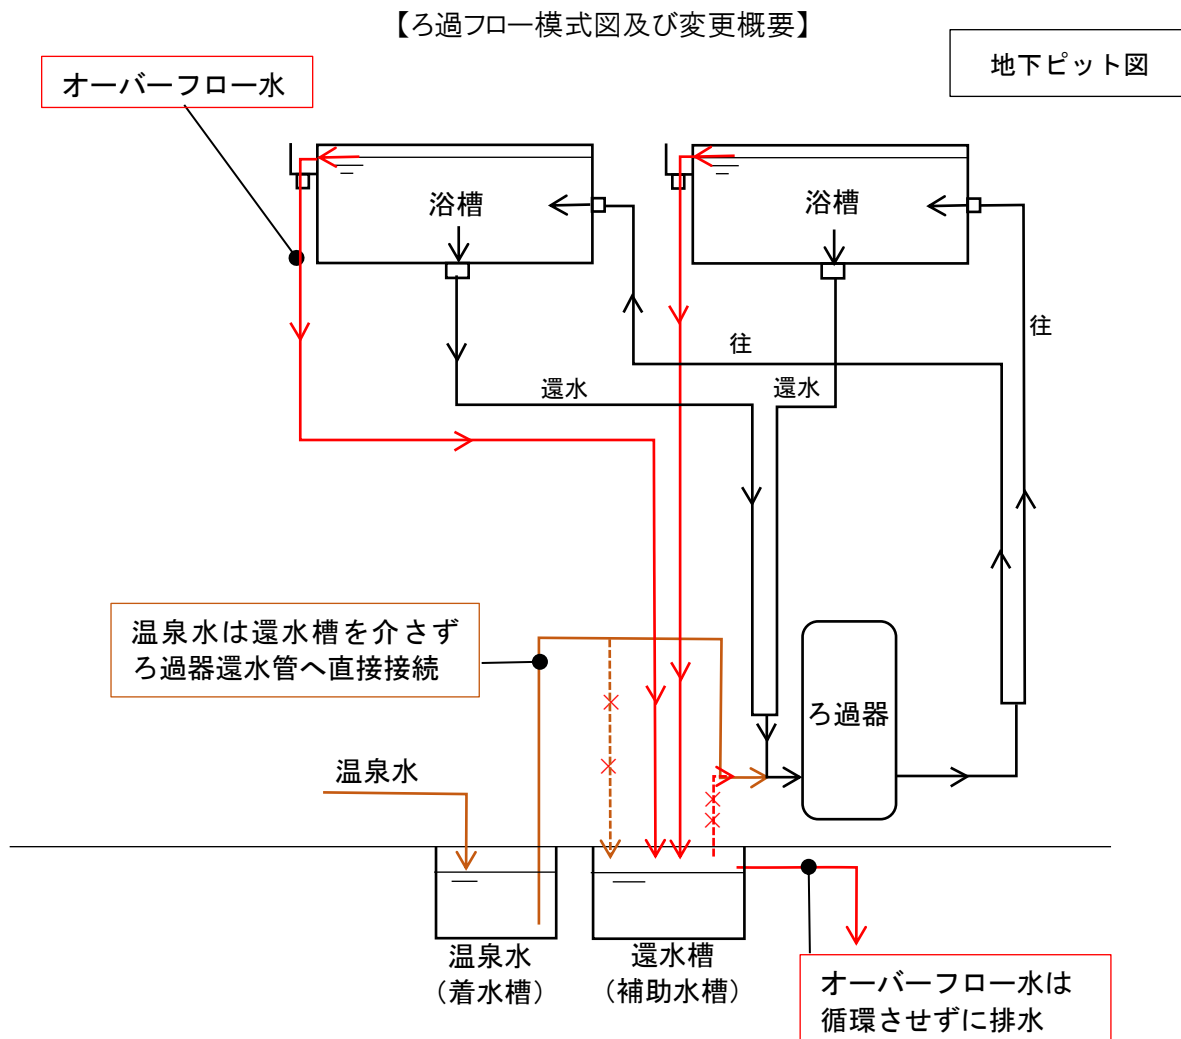 【ろ過フロー模式図及び変更概要】
地下ピット図
オーバーフロー水
浴槽
浴槽
往
往
還水
還水
温泉水は還水槽を介さず
ろ過器還水管へ直接接続
ろ過器
温泉水
温泉水
(着水槽)
還水槽
(補助水槽)
オーバーフロー水は
循環させずに排水